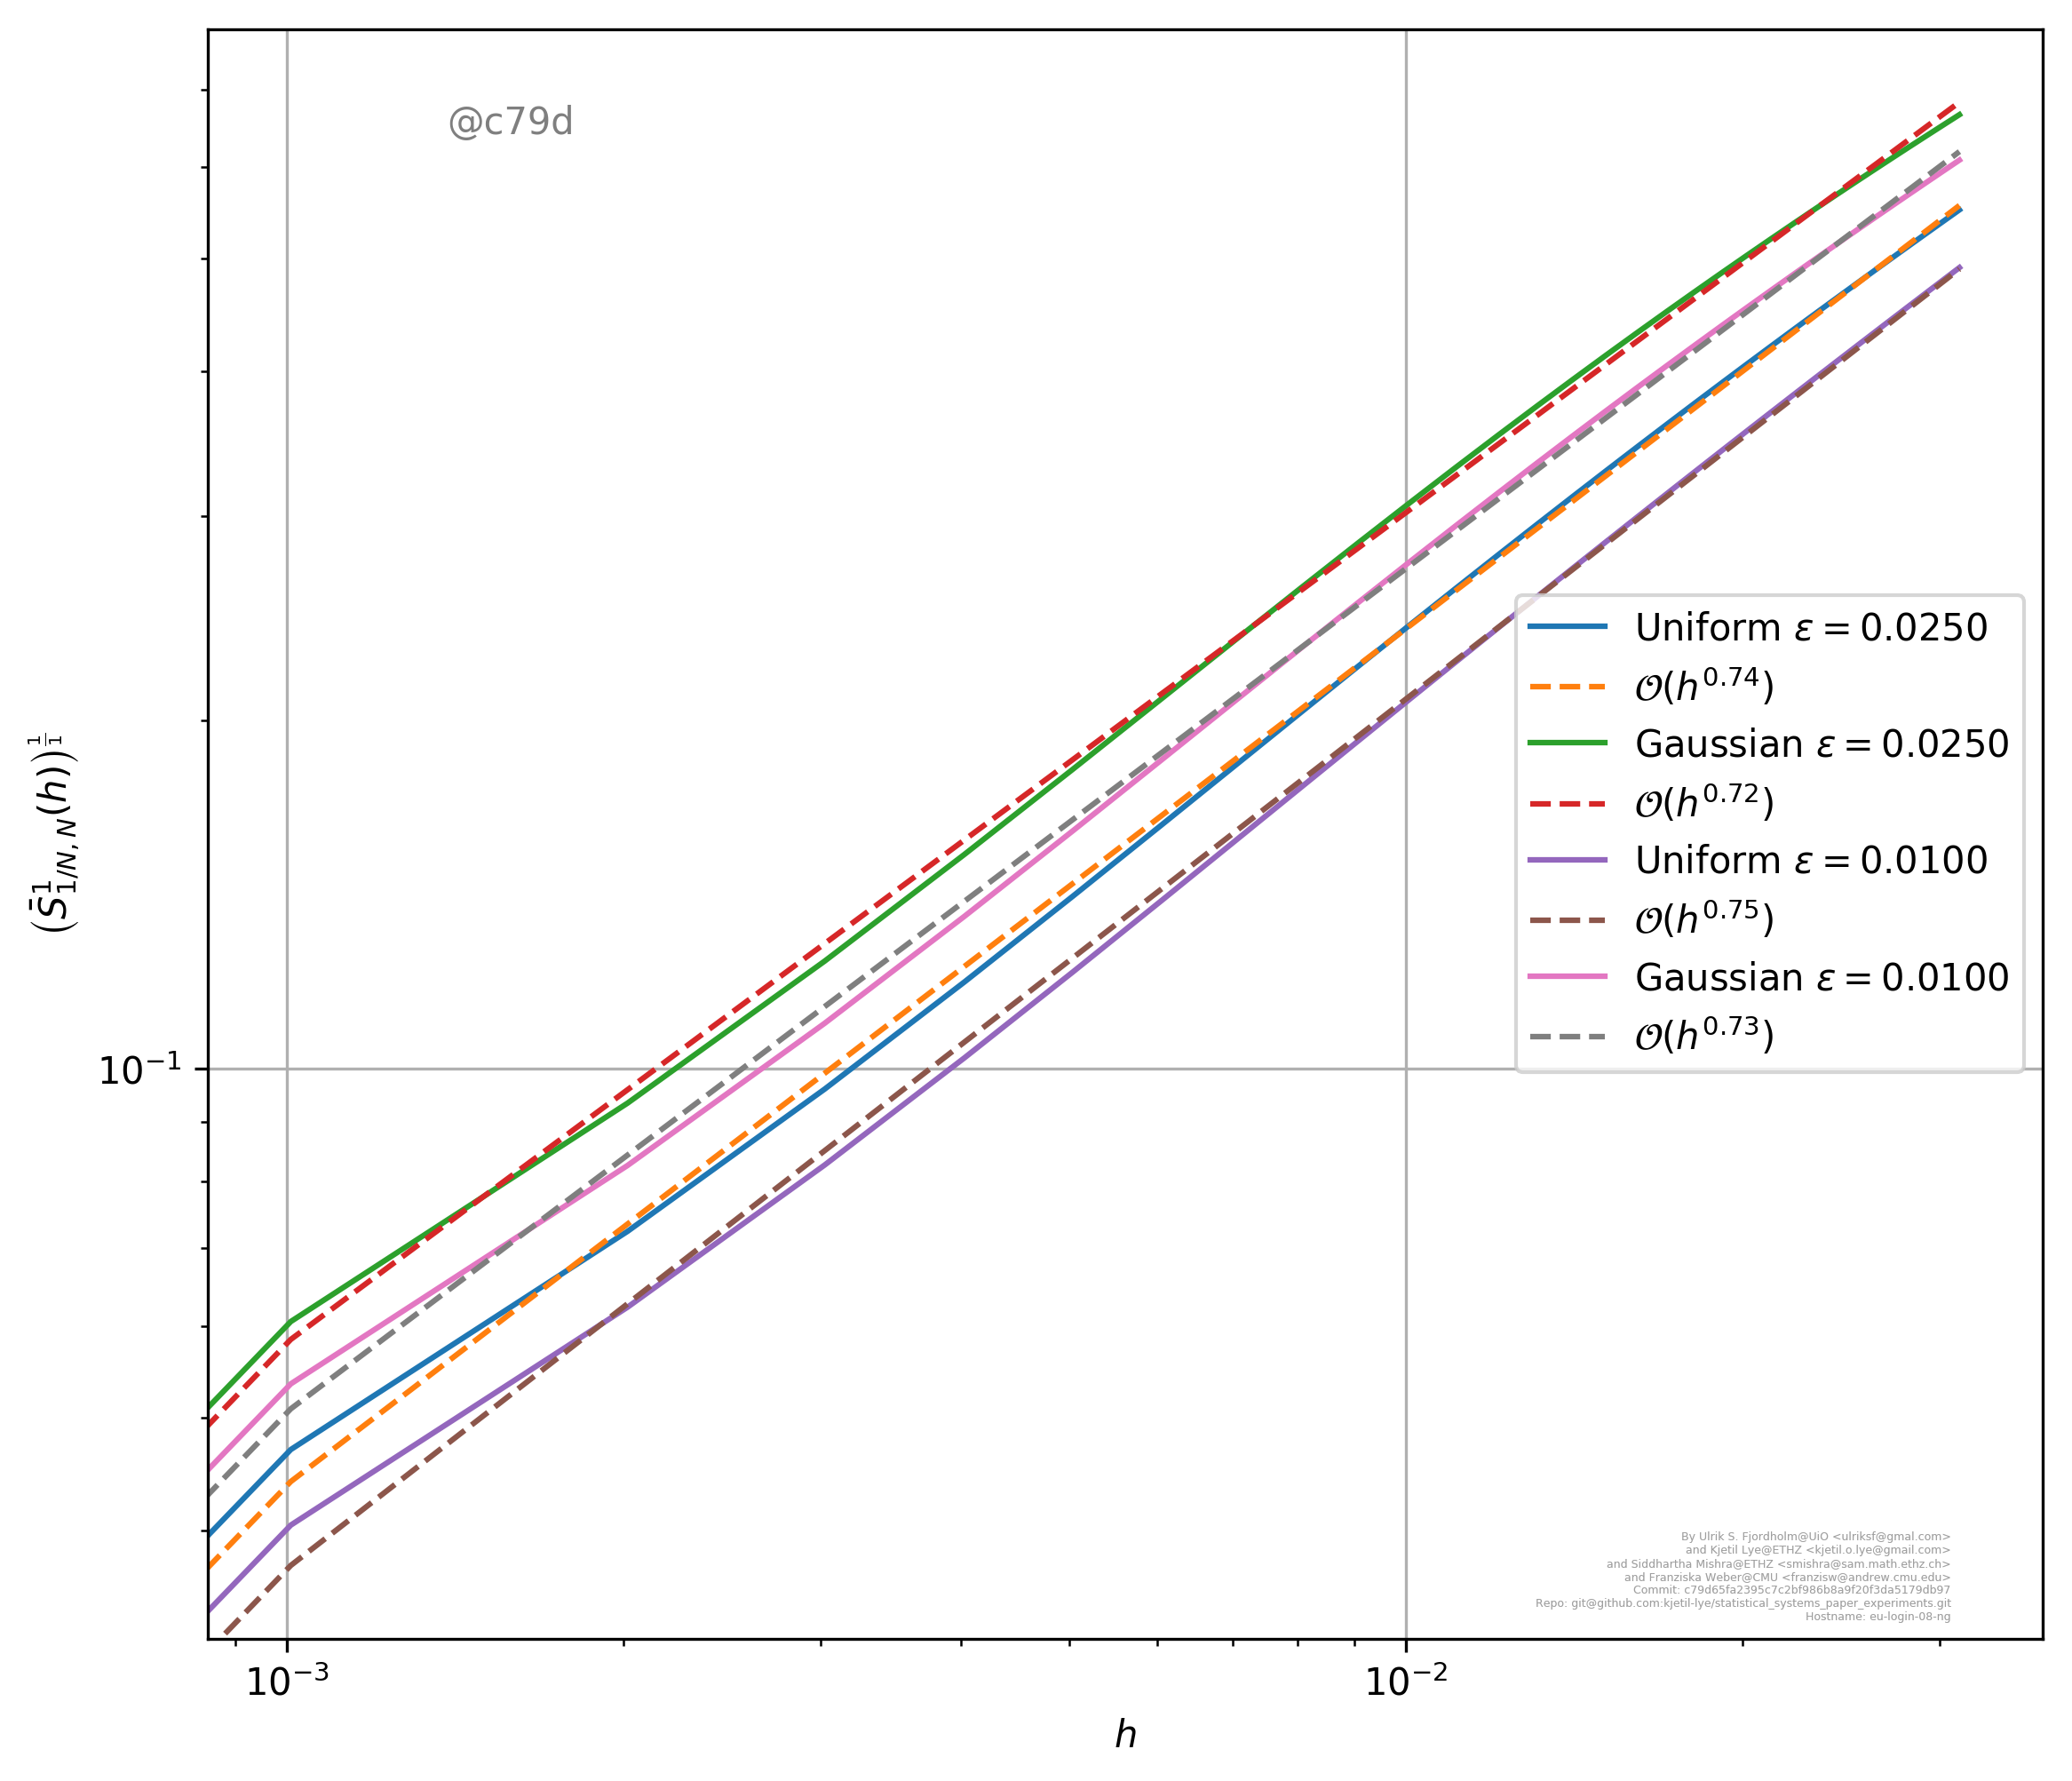 @c79d
(S̄¹₁/N, N(h))^(1/1)
10⁻¹
Uniform ε = 0.0250
𝒪(h^0.74)
Gaussian ε = 0.0250
𝒪(h^0.72)
Uniform ε = 0.0100
𝒪(h^0.75)
Gaussian ε = 0.0100
𝒪(h^0.73)
By Ulrik S. Fjordholm@UiO <ulriksf@gmal.com>
and Kjetil Lye@ETHZ <kjetil.o.lye@gmail.com>
and Siddhartha Mishra@ETHZ <smishra@sam.math.ethz.ch>
and Franziska Weber@CMU <franzisw@andrew.cmu.edu>
Commit: c79d65fa2395c7c2bf986b8a9f20f3da5179db97
Repo: git@github.com:kjetil-lye/statistical_systems_paper_experiments.git
Hostname: eu-login-08-ng
10⁻³ 10⁻²
h